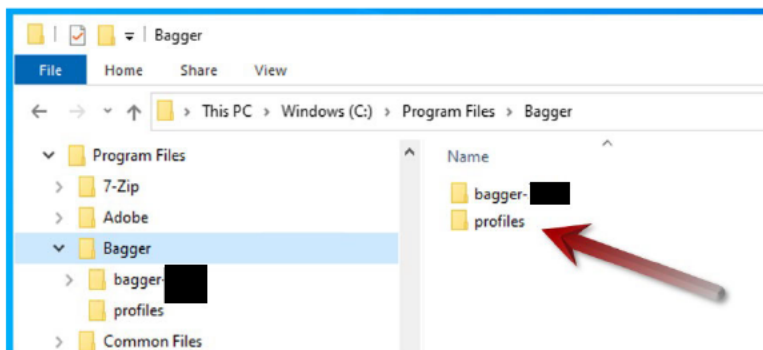 Bagger
File Home Share View
This PC > Windows (C:) > Program Files > Bagger
Program Files
7-Zip
Adobe
Bagger
bagger-
profiles
Common Files
Name
bagger-
profiles